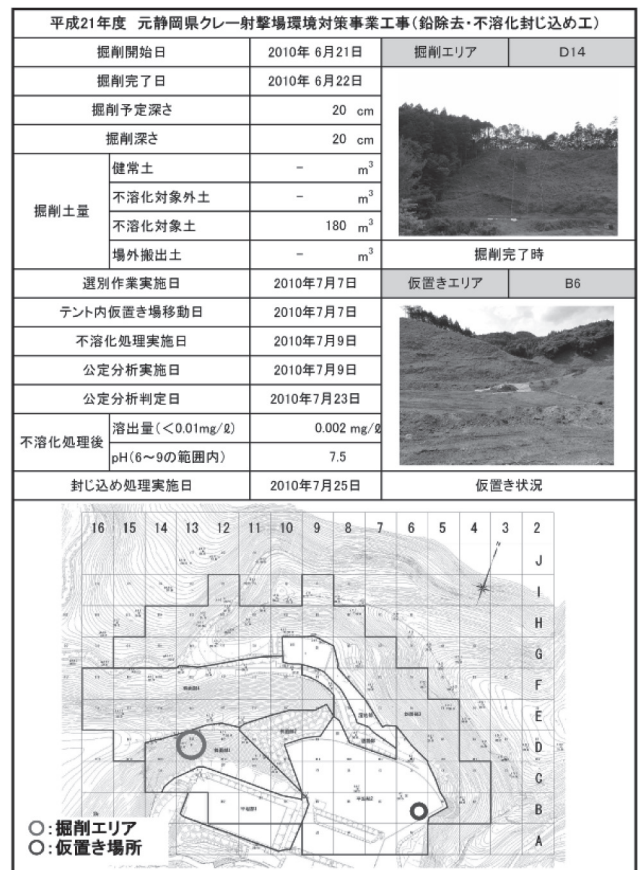 平成21年度 元静岡県クレー射撃場環境対策事業工事(鉛除去・不溶化封じ込め工)
掘削開始日 2010年 6月21日 掘削エリア D14
掘削完了日 2010年 6月22日
掘削予定深さ 20 cm
掘削深さ 20 cm
掘削土量
健常土 - m³
不溶化対象外土 - m³
不溶化対象土 180 m³
場外搬出土 - m³
掘削完了時
選別作業実施日 2010年7月7日 仮置きエリア B6
テント内仮置き場移動日 2010年7月7日
不溶化処理実施日 2010年7月9日
公定分析実施日 2010年7月9日
公定分析判定日 2010年7月23日
不溶化処理後
溶出量(<0.01mg/ℓ) 0.002 mg/ℓ
pH(6~9の範囲内) 7.5
封じ込め処理実施日 2010年7月25日 仮置き状況
16 15 14 13 12 11 10 9 8 7 6 5 4 3 2
J
I
H
G
F
E
D
C
B
A
○:掘削エリア
○:仮置き場所